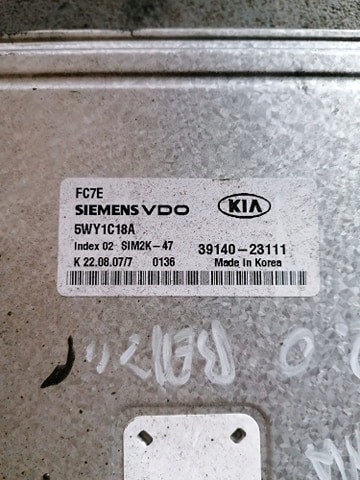 FC7E
SIEMENS VDO KIA
5WY1C18A
Index 02 SIM2K-47 39140-23111
K 22.08.07/7 0136 Made in Korea